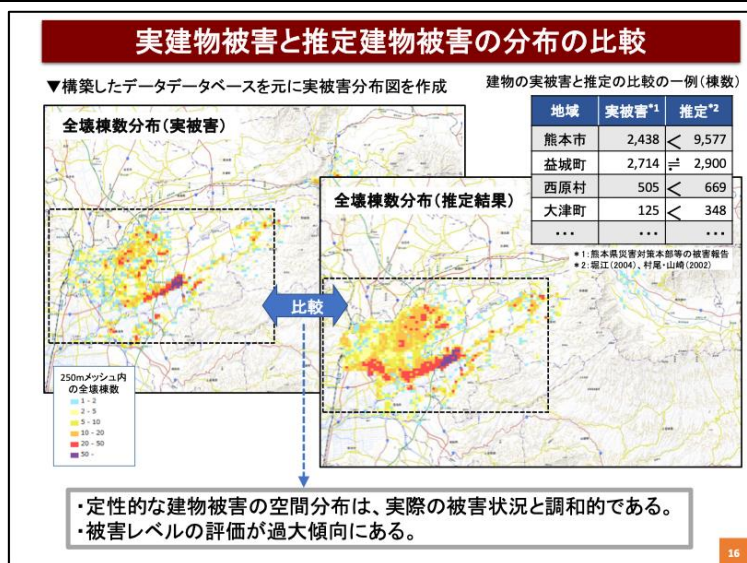 実建物被害と推定建物被害の分布の比較
▼構築したデータデータベースを元に実被害分布図を作成
建物の実被害と推定の比較の一例(棟数)
地域 実被害*1 推定*2
熊本市 2,438 < 9,577
益城町 2,714 ≒ 2,900
西原村 505 < 669
大津町 125 < 348
… … …
*1:熊本県災害対策本部等の被害報告
*2:堀江(2004)、村尾・山崎(2002)
全壊棟数分布(実被害)
全壊棟数分布(推定結果)
比較
250mメッシュ内
の全壊棟数
1 - 2
2 - 5
5 - 10
10 - 20
20 - 50
50 -
・定性的な建物被害の空間分布は、実際の被害状況と調和的である。
・被害レベルの評価が過大傾向にある。
16